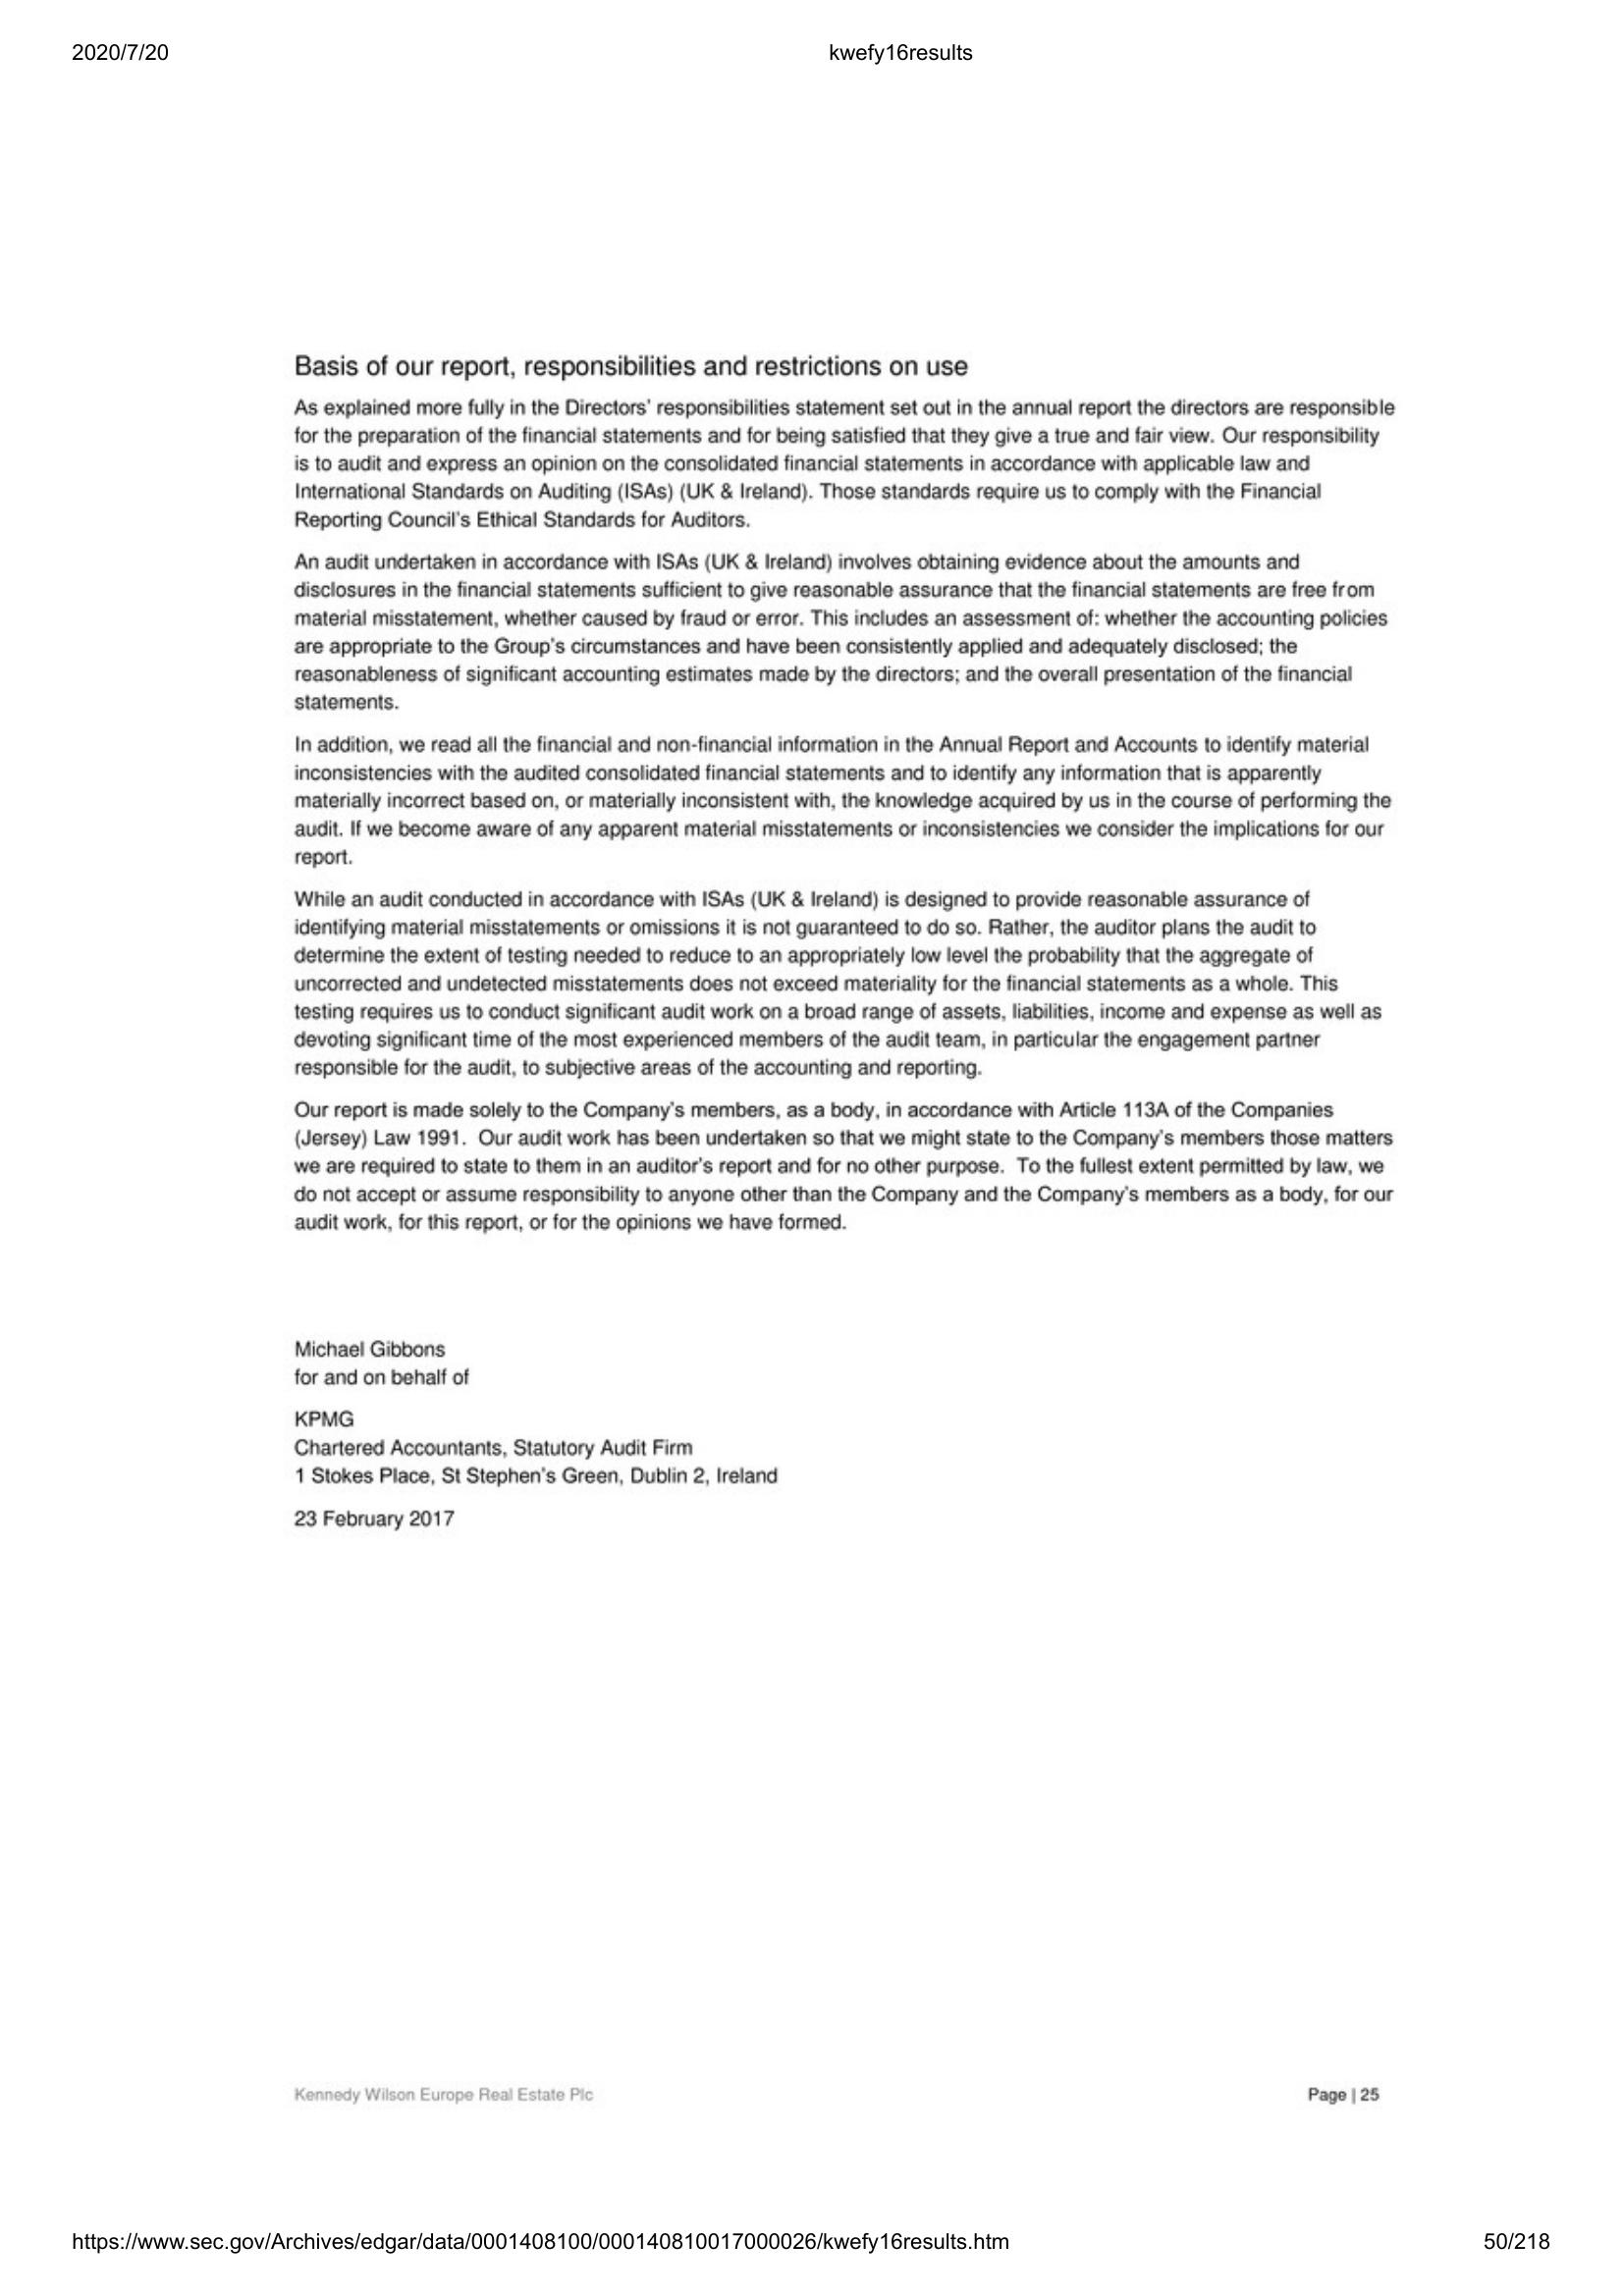 2020/7/20 kwefy16results
Basis of our report, responsibilities and restrictions on use
As explained more fully in the Directors' responsibilities statement set out in the annual report the directors are responsible
for the preparation of the financial statements and for being satisfied that they give a true and fair view. Our responsibility
is to audit and express an opinion on the consolidated financial statements in accordance with applicable law and
International Standards on Auditing (ISAs) (UK & Ireland). Those standards require us to comply with the Financial
Reporting Council's Ethical Standards for Auditors.
An audit undertaken in accordance with ISAs (UK & Ireland) involves obtaining evidence about the amounts and
disclosures in the financial statements sufficient to give reasonable assurance that the financial statements are free from
material misstatement, whether caused by fraud or error. This includes an assessment of: whether the accounting policies
are appropriate to the Group's circumstances and have been consistently applied and adequately disclosed; the
reasonableness of significant accounting estimates made by the directors; and the overall presentation of the financial
statements.
In addition, we read all the financial and non-financial information in the Annual Report and Accounts to identify material
inconsistencies with the audited consolidated financial statements and to identify any information that is apparently
materially incorrect based on, or materially inconsistent with, the knowledge acquired by us in the course of performing the
audit. If we become aware of any apparent material misstatements or inconsistencies we consider the implications for our
report.
While an audit conducted in accordance with ISAs (UK & Ireland) is designed to provide reasonable assurance of
identifying material misstatements or omissions it is not guaranteed to do so. Rather, the auditor plans the audit to
determine the extent of testing needed to reduce to an appropriately low level the probability that the aggregate of
uncorrected and undetected misstatements does not exceed materiality for the financial statements as a whole. This
testing requires us to conduct significant audit work on a broad range of assets, liabilities, income and expense as well as
devoting significant time of the most experienced members of the audit team, in particular the engagement partner
responsible for the audit, to subjective areas of the accounting and reporting.
Our report is made solely to the Company's members, as a body, in accordance with Article 113A of the Companies
(Jersey) Law 1991.  Our audit work has been undertaken so that we might state to the Company's members those matters
we are required to state to them in an auditor's report and for no other purpose.  To the fullest extent permitted by law, we
do not accept or assume responsibility to anyone other than the Company and the Company's members as a body, for our
audit work, for this report, or for the opinions we have formed.
Michael Gibbons
for and on behalf of
KPMG
Chartered Accountants, Statutory Audit Firm
1 Stokes Place, St Stephen's Green, Dublin 2, Ireland
23 February 2017
Kennedy Wilson Europe Real Estate Plc Page | 25
https://www.sec.gov/Archives/edgar/data/0001408100/000140810017000026/kwefy16results.htm 50/218